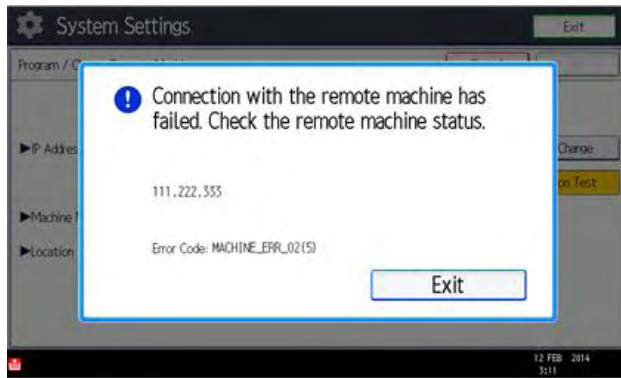 System Settings
Exit
Program / C
Connection with the remote machine has
failed. Check the remote machine status.
►IP Addres
Change
111.222.333
on Test
►Machine
►Location
Error Code: MACHINE_ERR_02(5)
Exit
12 FEB 2014
3:11